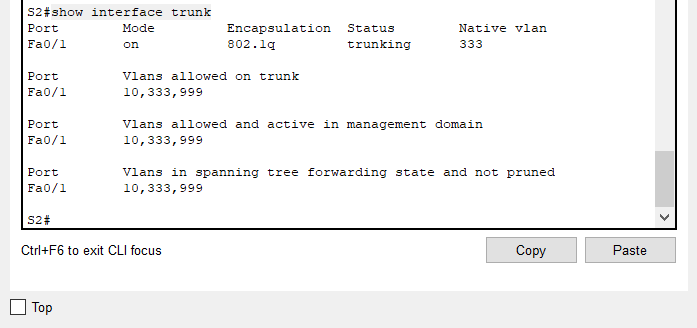 S2#show interface trunk
Port        Mode         Encapsulation  Status        Native vlan
Fa0/1       on           802.1q         trunking      333
Port        Vlans allowed on trunk
Fa0/1       10,333,999
Port        Vlans allowed and active in management domain
Fa0/1       10,333,999
Port        Vlans in spanning tree forwarding state and not pruned
Fa0/1       10,333,999
S2#
Ctrl+F6 to exit CLI focus
Copy
Paste
Top